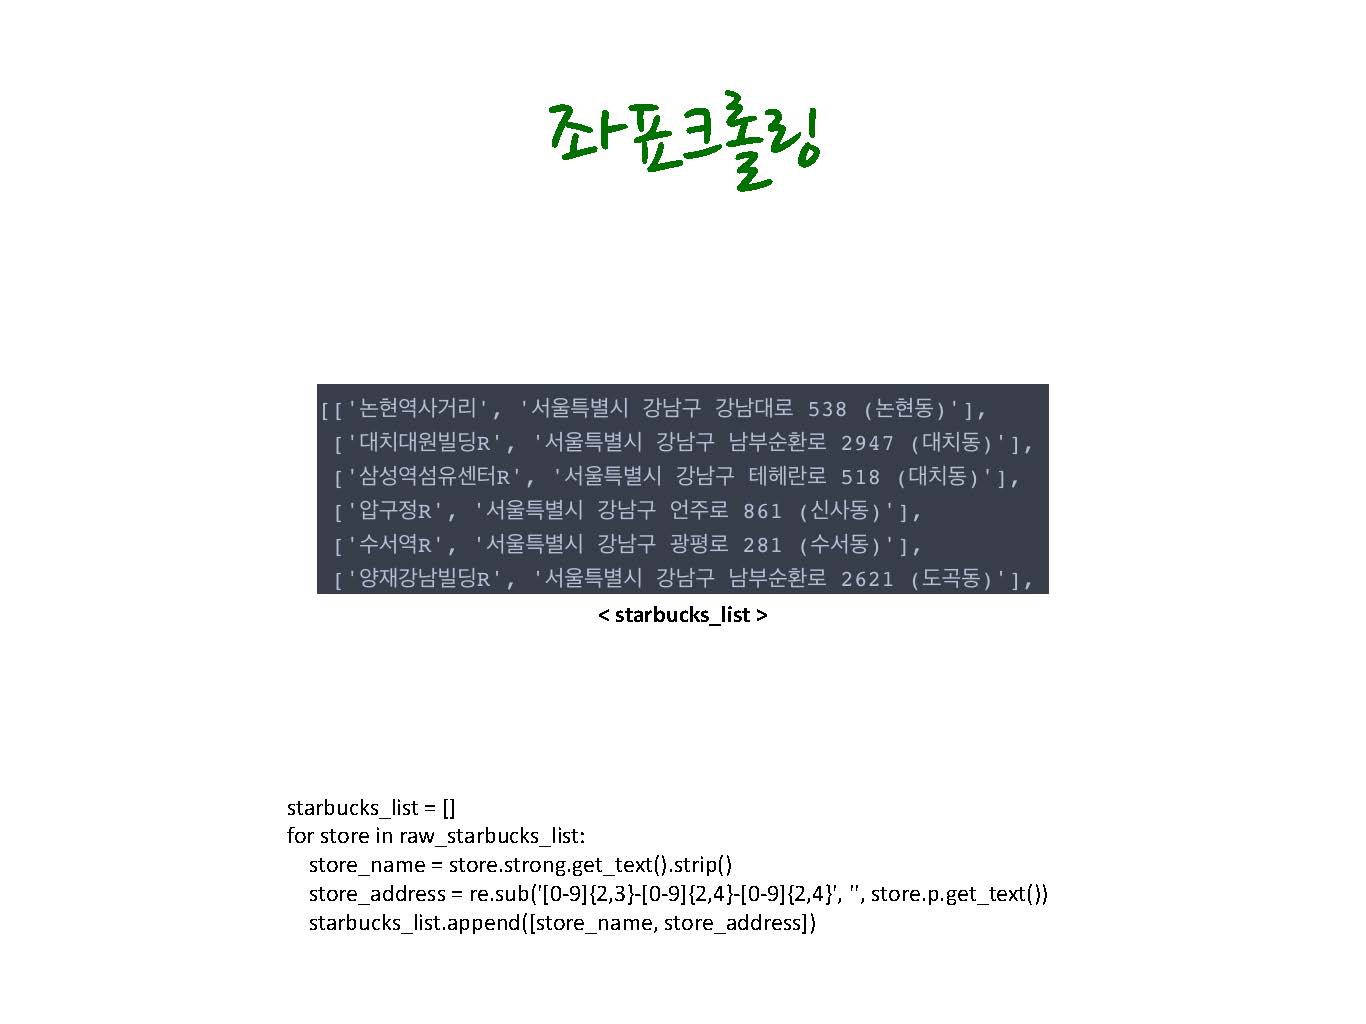 좌표크롤링
[['논현역사거리', '서울특별시 강남구 강남대로 538 (논현동)'],
['대치대원빌딩R', '서울특별시 강남구 남부순환로 2947 (대치동)'],
['삼성역섬유센터R', '서울특별시 강남구 테헤란로 518 (대치동)'],
['압구정R', '서울특별시 강남구 언주로 861 (신사동)'],
['수서역R', '서울특별시 강남구 광평로 281 (수서동)'],
['양재강남빌딩R', '서울특별시 강남구 남부순환로 2621 (도곡동)'],
< starbucks_list >
starbucks_list = []
for store in raw_starbucks_list:
    store_name = store.strong.get_text().strip()
    store_address = re.sub('[0-9]{2,3}-[0-9]{2,4}-[0-9]{2,4}', '', store.p.get_text())
    starbucks_list.append([store_name, store_address])